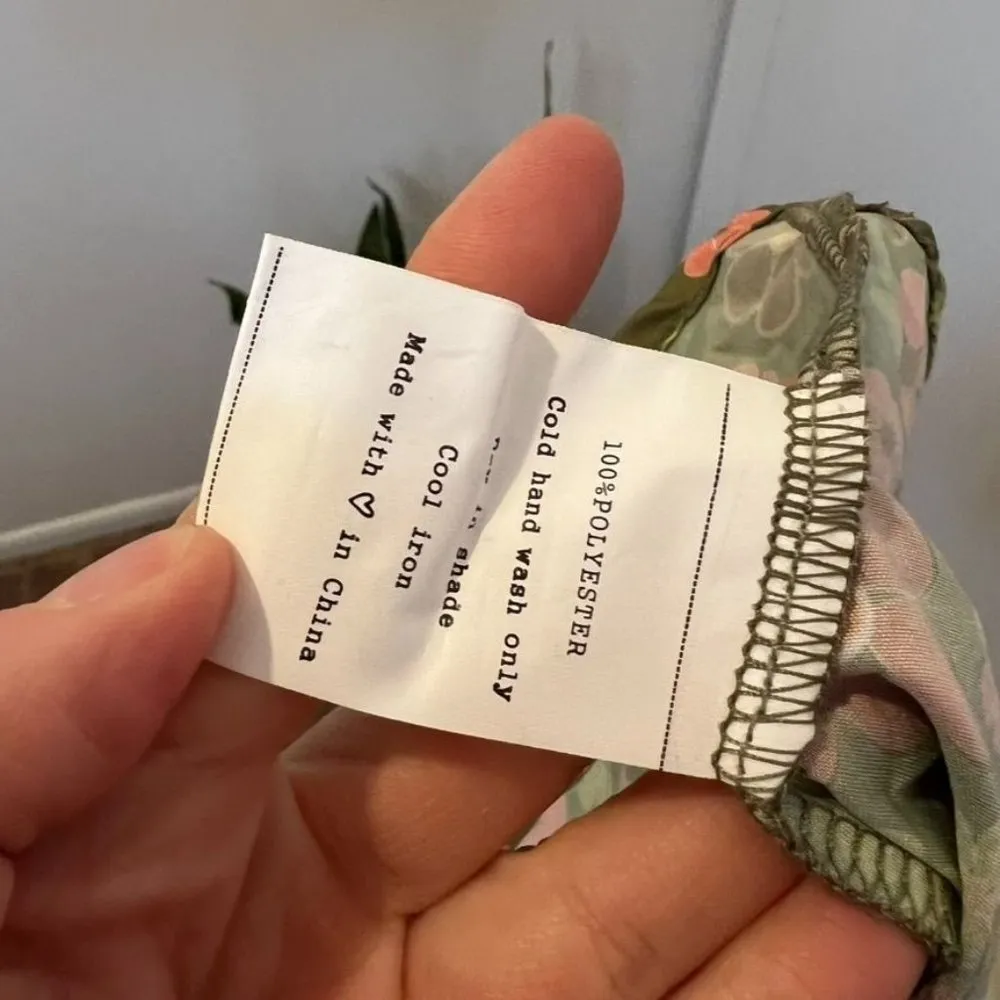 100%POLYESTER
Cold hand wash only
in shade
Cool iron
Made with ♡ in China